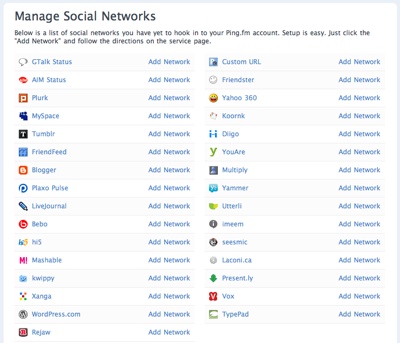 Manage Social Networks
Below is a list of social networks you have yet to hook in to your Ping.fm account. Setup is easy. Just click the
"Add Network" and follow the directions on the service page.
GTalk Status Add Network Custom URL Add Network
AIM Status Add Network Friendster Add Network
Plurk Add Network Yahoo 360 Add Network
MySpace Add Network Koornk Add Network
Tumblr Add Network Diigo Add Network
FriendFeed Add Network YouAre Add Network
Blogger Add Network Multiply Add Network
Plaxo Pulse Add Network Yammer Add Network
LiveJournal Add Network Utterli Add Network
Bebo Add Network imeem Add Network
hi5 Add Network seesmic Add Network
Mashable Add Network Laconi.ca Add Network
kwippy Add Network Present.ly Add Network
Xanga Add Network Vox Add Network
WordPress.com Add Network TypePad Add Network
Rejaw Add Network